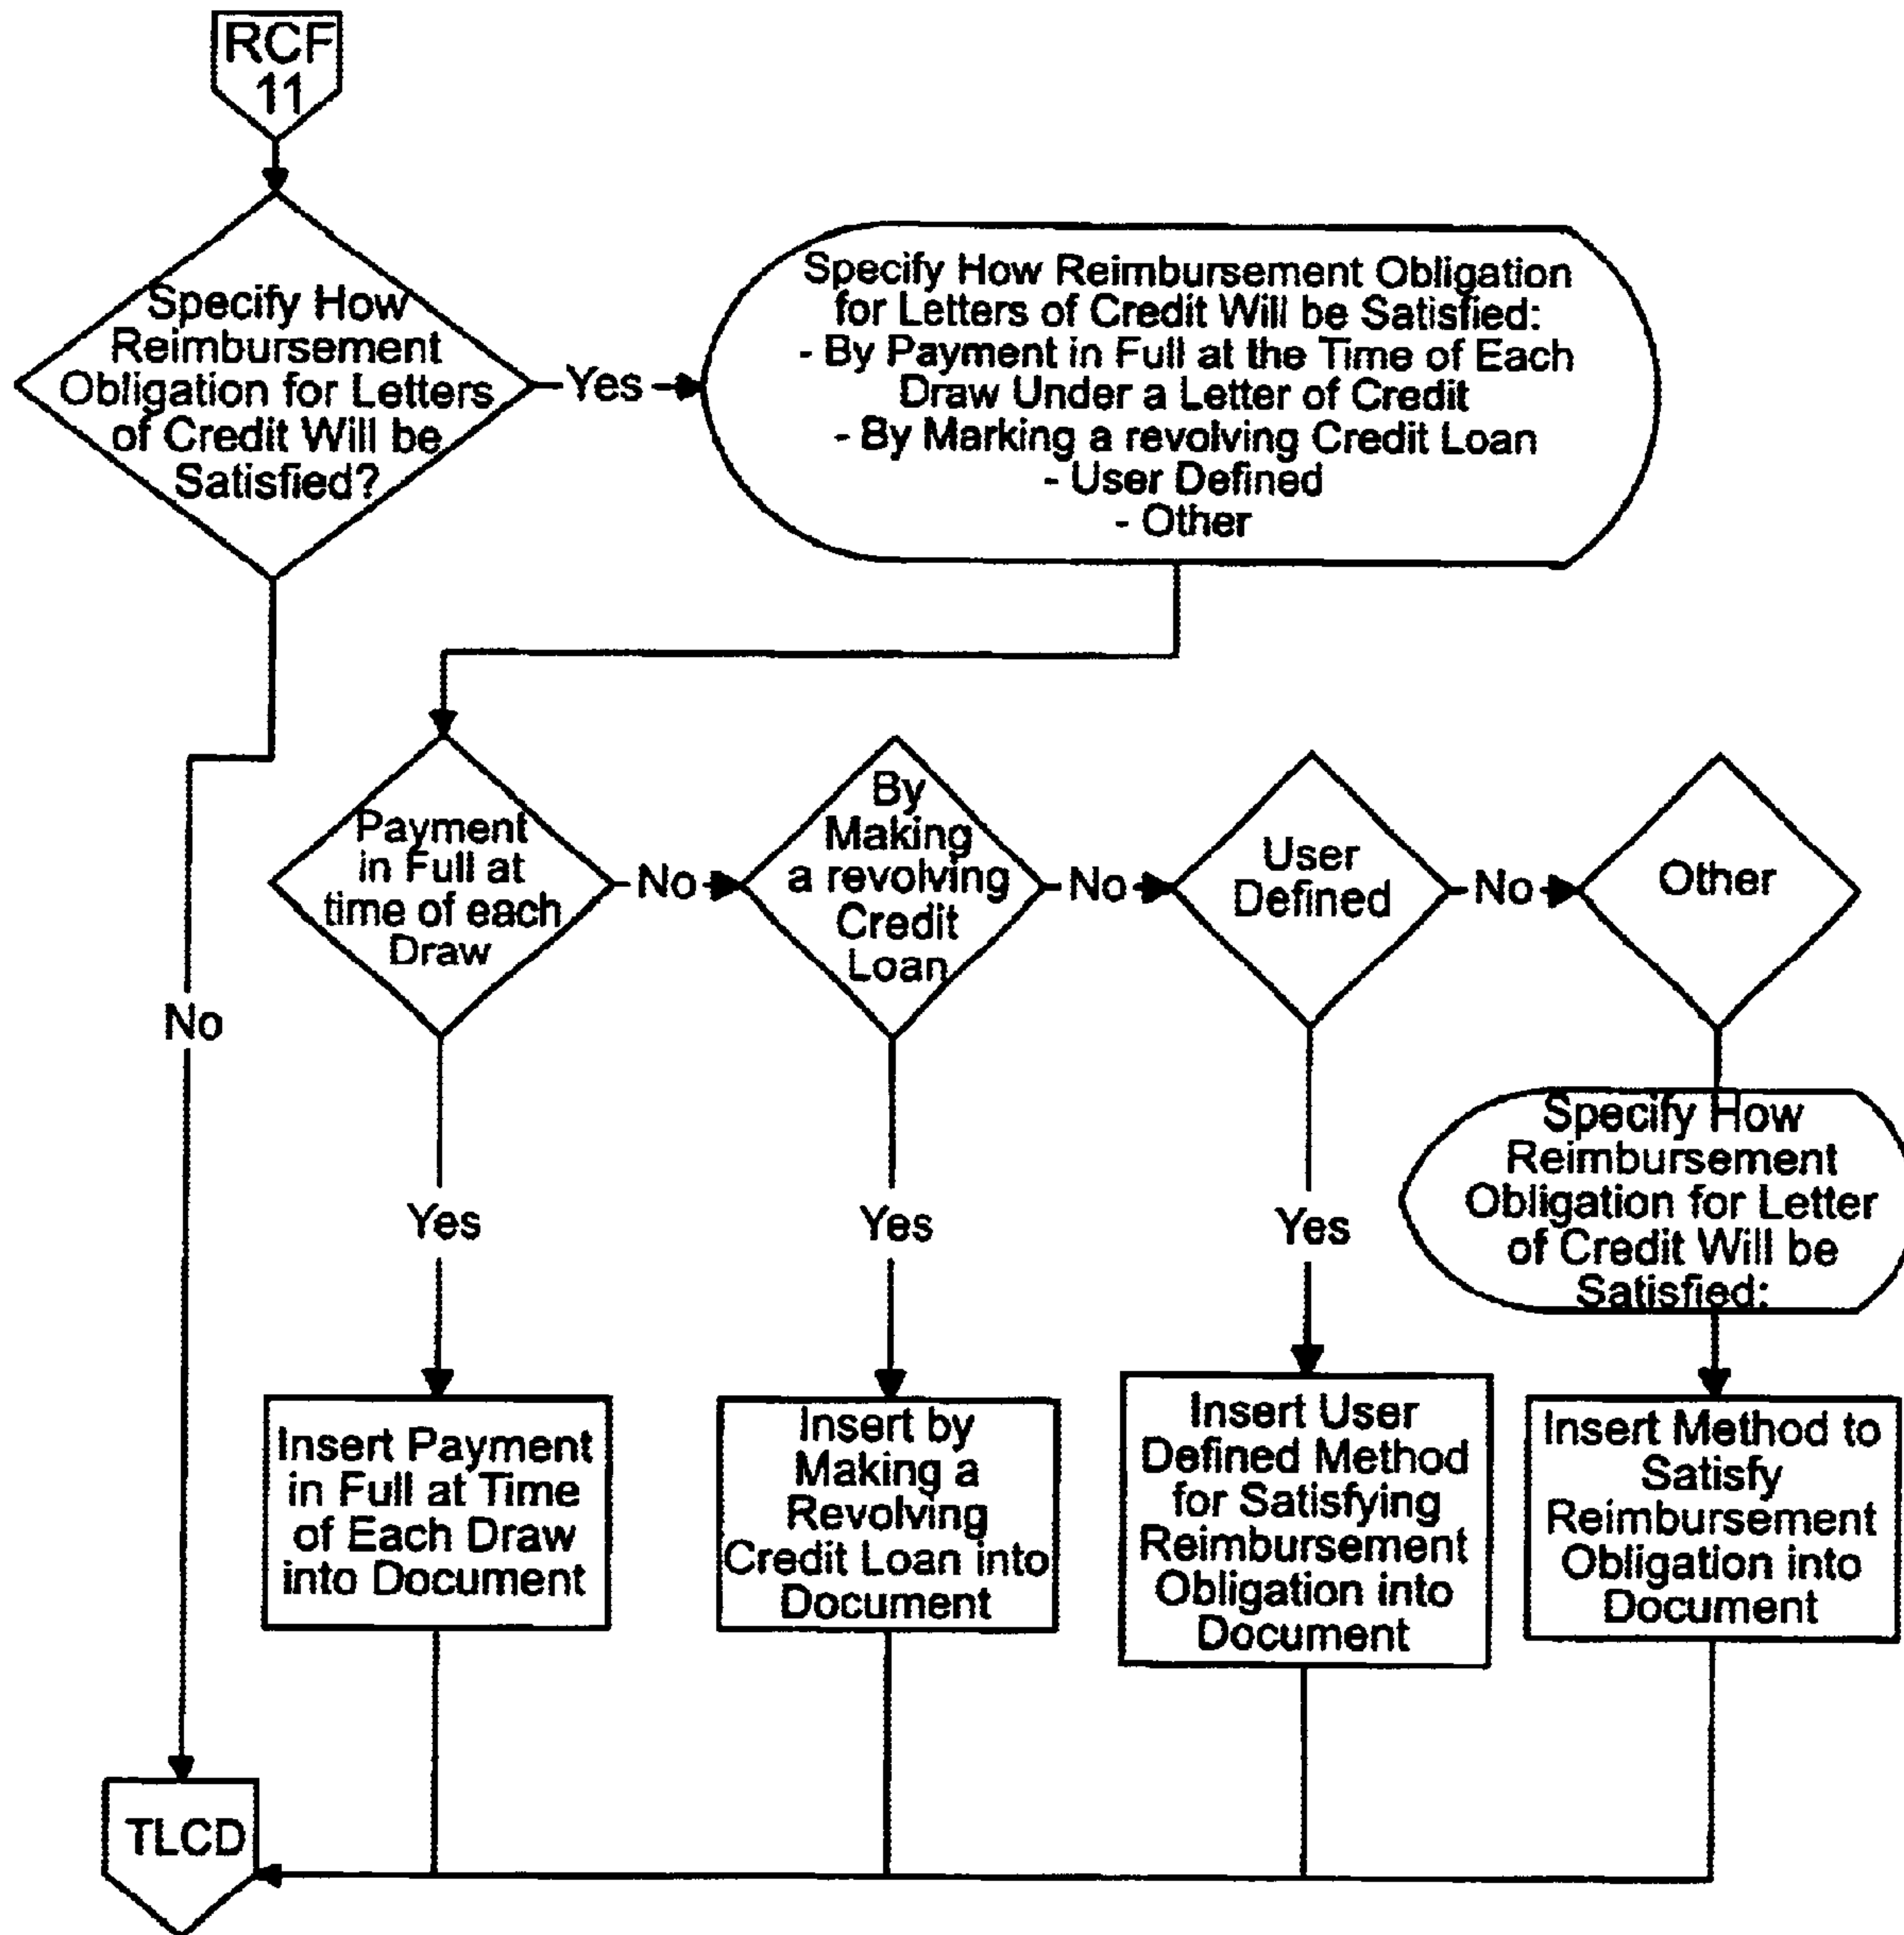 RCF
11
Specify How
Reimbursement
Obligation for Letters
of Credit Will be
Satisfied?
Yes
Specify How Reimbursement Obligation
for Letters of Credit Will be Satisfied:
- By Payment in Full at the Time of Each
Draw Under a Letter of Credit
- By Marking a revolving Credit Loan
- User Defined
- Other
No
Payment
in Full at
time of each
Draw
No
By
Making
a revolving
Credit
Loan
No
User
Defined
No
Other
Yes
Yes
Yes
Specify How
Reimbursement
Obligation for Letter
of Credit Will be
Satisfied:
Insert Payment
in Full at Time
of Each Draw
into Document
Insert by
Making a
Revolving
Credit Loan into
Document
Insert User
Defined Method
for Satisfying
Reimbursement
Obligation into
Document
Insert Method to
Satisfy
Reimbursement
Obligation into
Document
TLCD